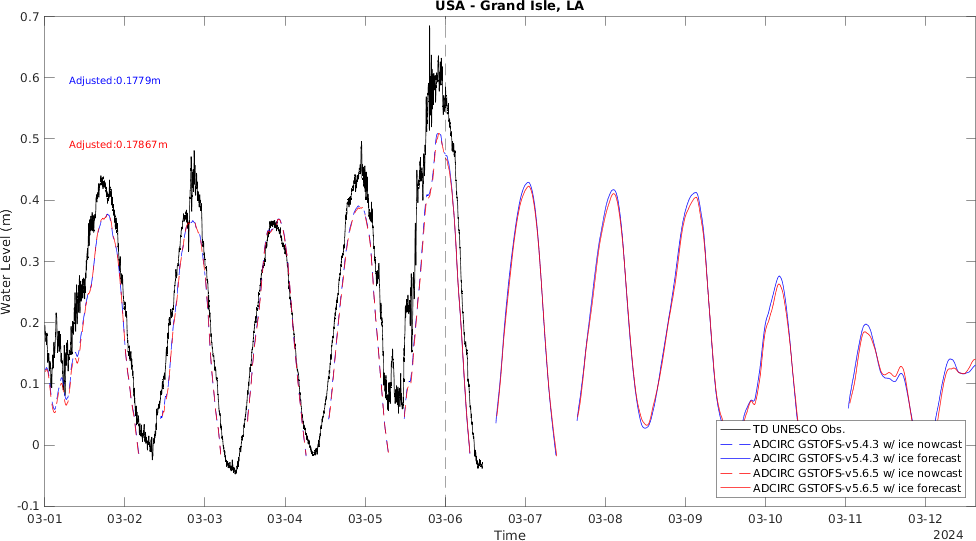 USA - Grand Isle, LA
0.7
Adjusted:0.1779m
0.6
Adjusted:0.17867m
0.5
0.4
0.3
0.2
0.1
0
-0.1
Water Level (m)
TD UNESCO Obs.
ADCIRC GSTOFS-v5.4.3 w/ ice nowcast
ADCIRC GSTOFS-v5.4.3 w/ ice forecast
ADCIRC GSTOFS-v5.6.5 w/ ice nowcast
ADCIRC GSTOFS-v5.6.5 w/ ice forecast
03-01 03-02 03-03 03-04 03-05 03-06 03-07 03-08 03-09 03-10 03-11 03-12
Time
2024